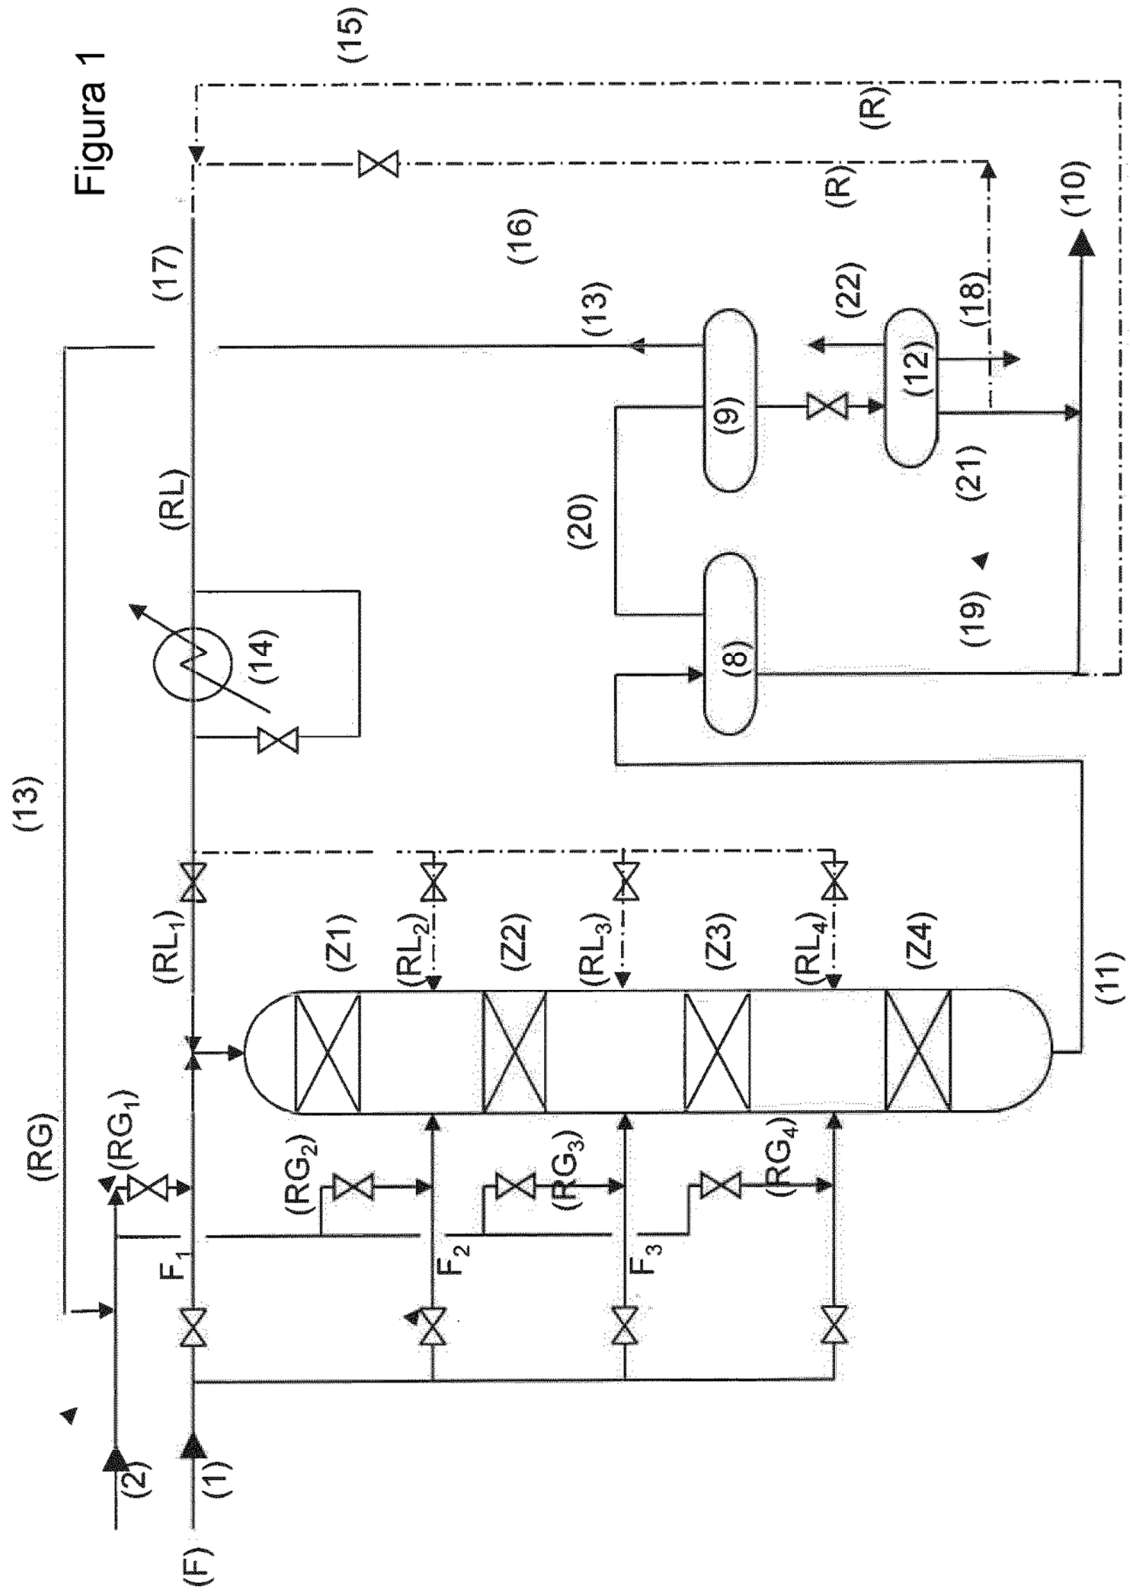 Figura 1
(15)
(R)
(R)
(10)
(16)
(17)
(13)
(22)
(18)
(12)
(9)
(21)
(20)
(RL)
(14)
(8)
(19)
(13)
(RL1)
(Z1)
(RL2)
(Z2)
(RL3)
(Z3)
(RL4)
(Z4)
(11)
(RG)
(RG1)
(RG2)
(RG3)
(RG4)
F1
F2
F3
(2)
(1)
(F)